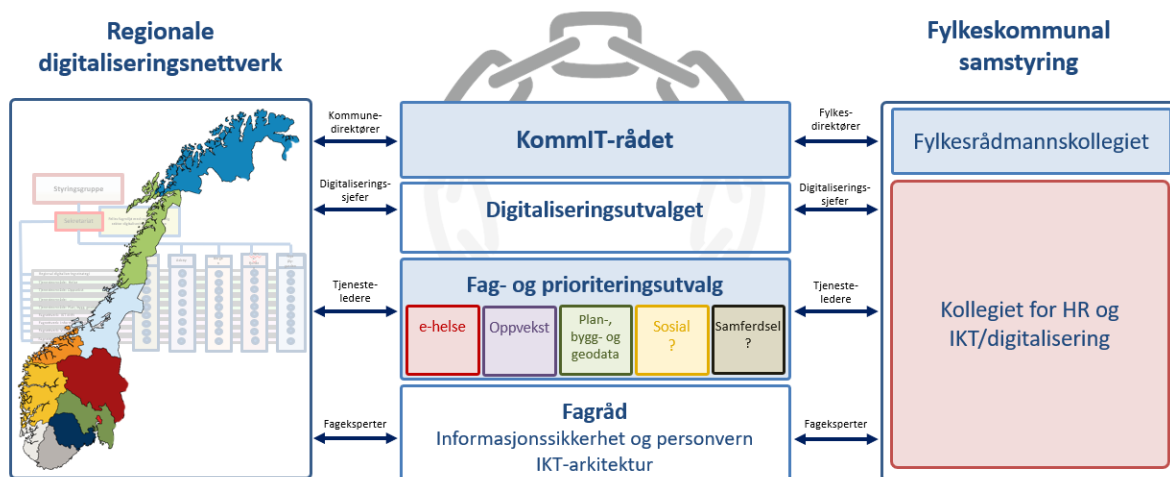 Regionale
digitaliseringsnettverk
Fylkeskommunal
samstyring
Styringsgruppe
Sekretariat
Kommune-
direktører
KommIT-rådet
Fylkes-
direktører
Fylkesrådmannskollegiet
Digitaliserings-
sjefer
Digitaliseringsutvalget
Digitaliserings-
sjefer
Tjeneste-
ledere
Fag- og prioriteringsutvalg
e-helse
Oppvekst
Plan-,
bygg- og
geodata
Sosial
?
Samferdsel
?
Tjeneste-
ledere
Kollegiet for HR og
IKT/digitalisering
Fageksperter
Fagråd
Informasjonssikkerhet og personvern
IKT-arkitektur
Fageksperter